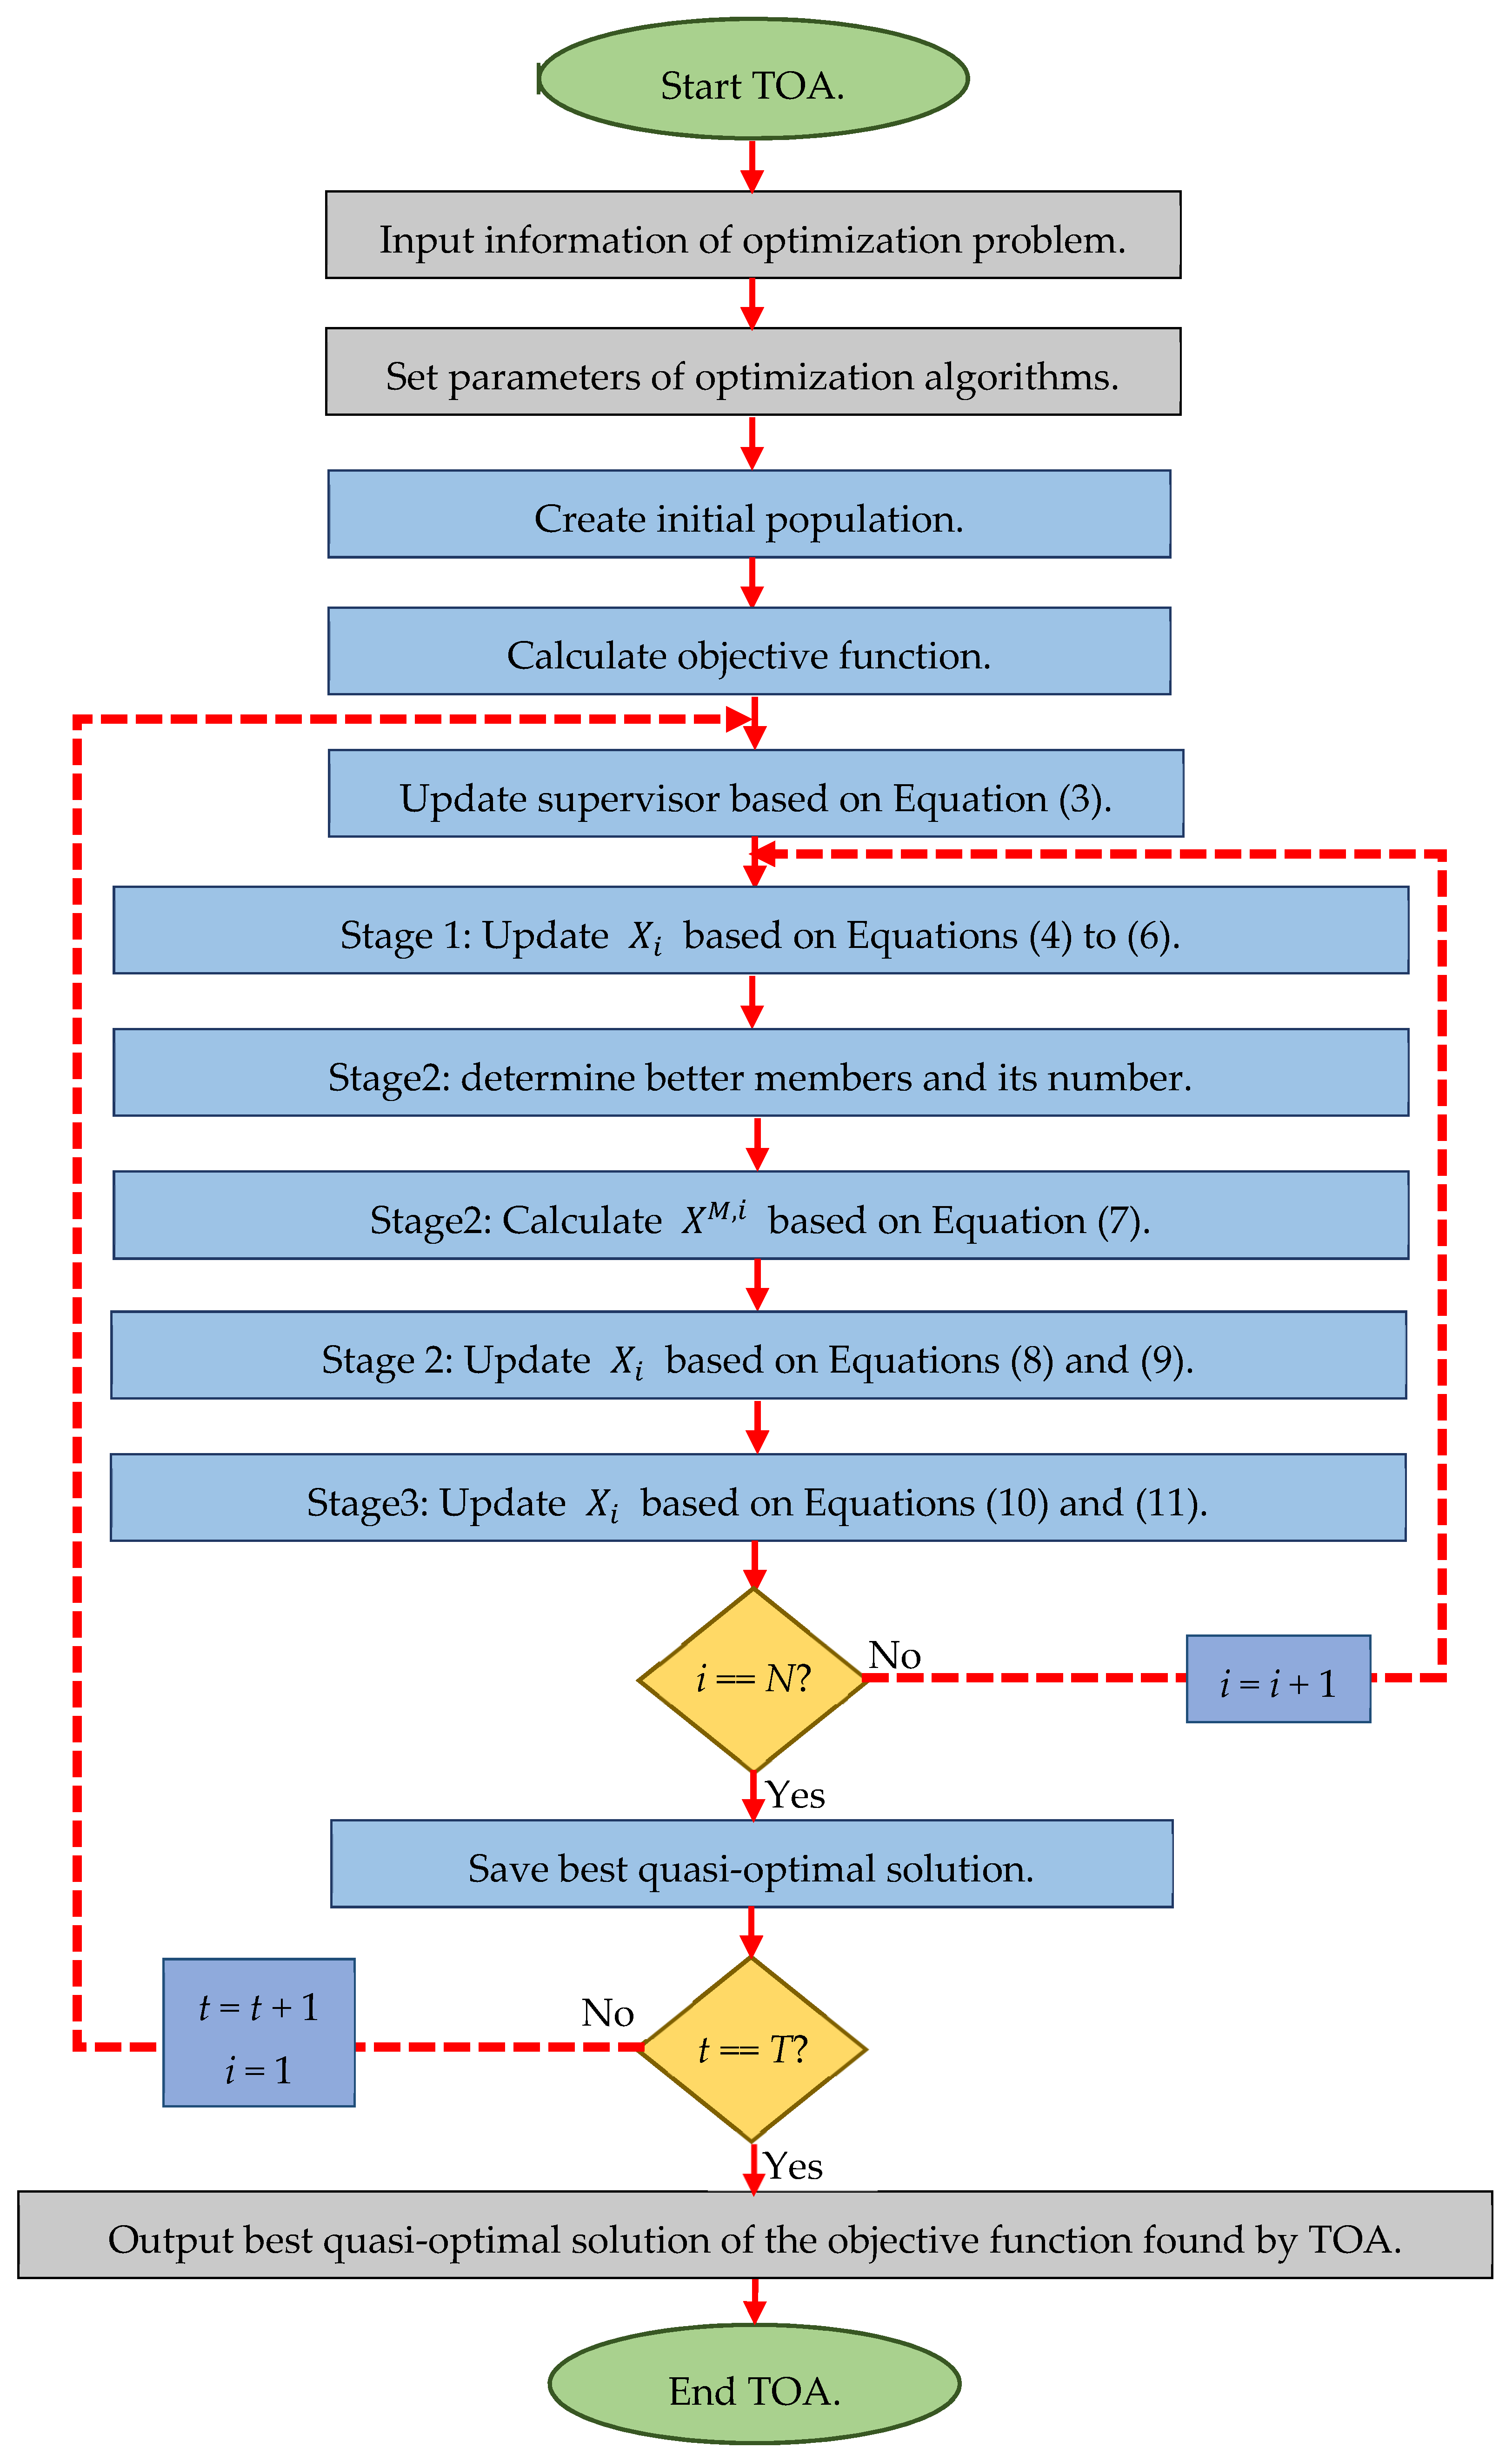 Start TOA.
Input information of optimization problem.
Set parameters of optimization algorithms.
Create initial population.
Calculate objective function.
Update supervisor based on Equation (3).
Stage 1: Update X_i based on Equations (4) to (6).
Stage2: determine better members and its number.
Stage2: Calculate X^{M,i} based on Equation (7).
Stage 2: Update X_i based on Equations (8) and (9).
Stage3: Update X_i based on Equations (10) and (11).
i == N?
No
i = i + 1
Yes
Save best quasi-optimal solution.
t = t + 1
i = 1
No
t == T?
Yes
Output best quasi-optimal solution of the objective function found by TOA.
End TOA.